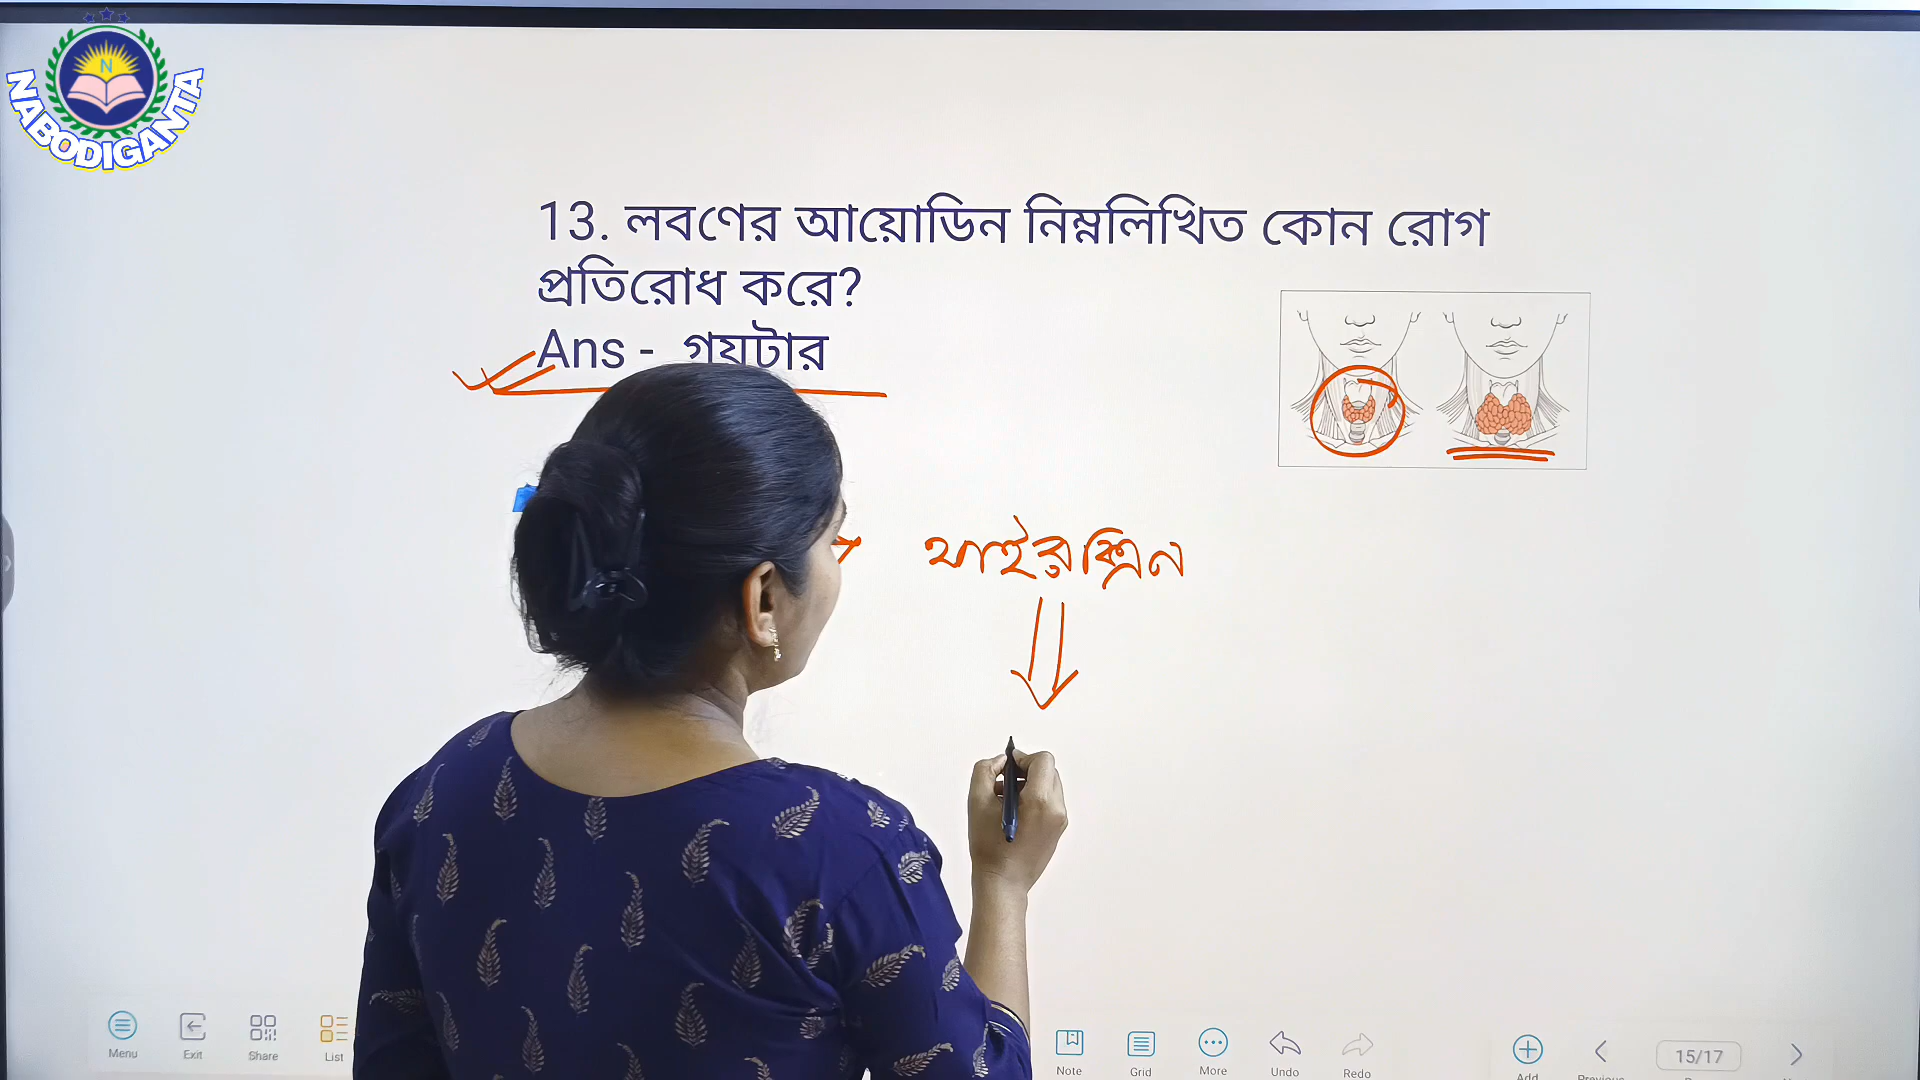 NABODIGANTA
13. লবণের আয়োডিন নিম্নলিখিত কোন রোগ
প্রতিরোধ করে?
Ans - গয়টার
থাইরক্সিন
Menu
Exit
Share
List
Note
Grid
More
Undo
Redo
Add
15/17